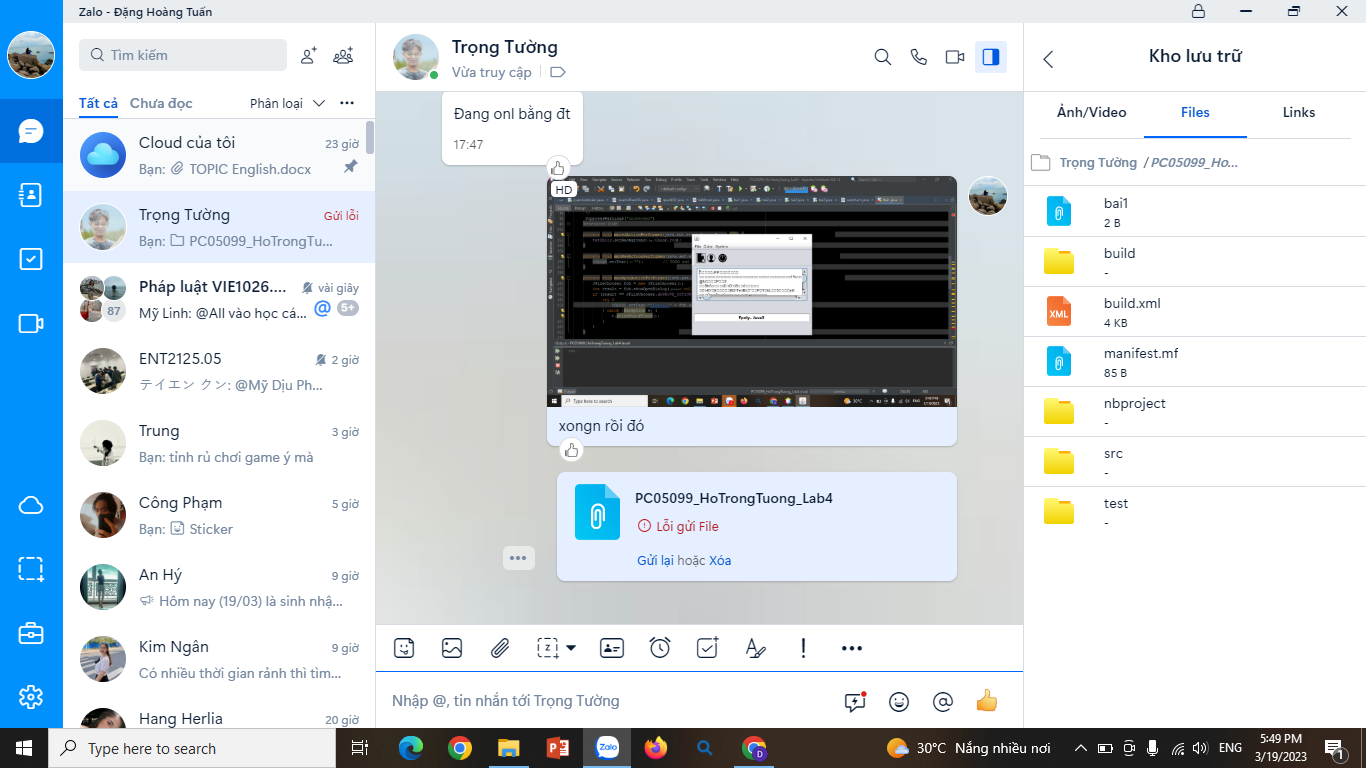 Zalo - Đặng Hoàng Tuấn
Tìm kiếm
Tất cả
Chưa đọc
Phân loại
Cloud của tôi
23 giờ
Bạn: TOPIC English.docx
Trọng Tường
Gửi lỗi
Bạn: PC05099_HoTrongTu...
Pháp luật VIE1026....
vài giây
87
Mỹ Linh: @All vào học cá...
@
5+
ENT2125.05
2 giờ
テイエン クン: @Mỹ Dịu Ph...
Trung
3 giờ
Bạn: tỉnh rủ chơi game ý mà
Công Phạm
5 giờ
Bạn: Sticker
An Hý
9 giờ
Hôm nay (19/03) là sinh nhậ...
Kim Ngân
9 giờ
Có nhiều thời gian rảnh thì tìm...
Hang Herlia
20 giờ
Trọng Tường
Vừa truy cập
Đang onl bằng đt
17:47
HD
xongn rồi đó
PC05099_HoTrongTuong_Lab4
Lỗi gửi File
Gửi lại hoặc Xóa
Nhập @, tin nhắn tới Trọng Tường
Kho lưu trữ
Ảnh/Video
Files
Links
Trọng Tường / PC05099_Ho...
bai1
2 B
build
-
XML
build.xml
4 KB
manifest.mf
85 B
nbproject
-
src
-
test
-
Type here to search
Zalo
D
30°C Nắng nhiều nơi
ENG
5:49 PM
3/19/2023
1